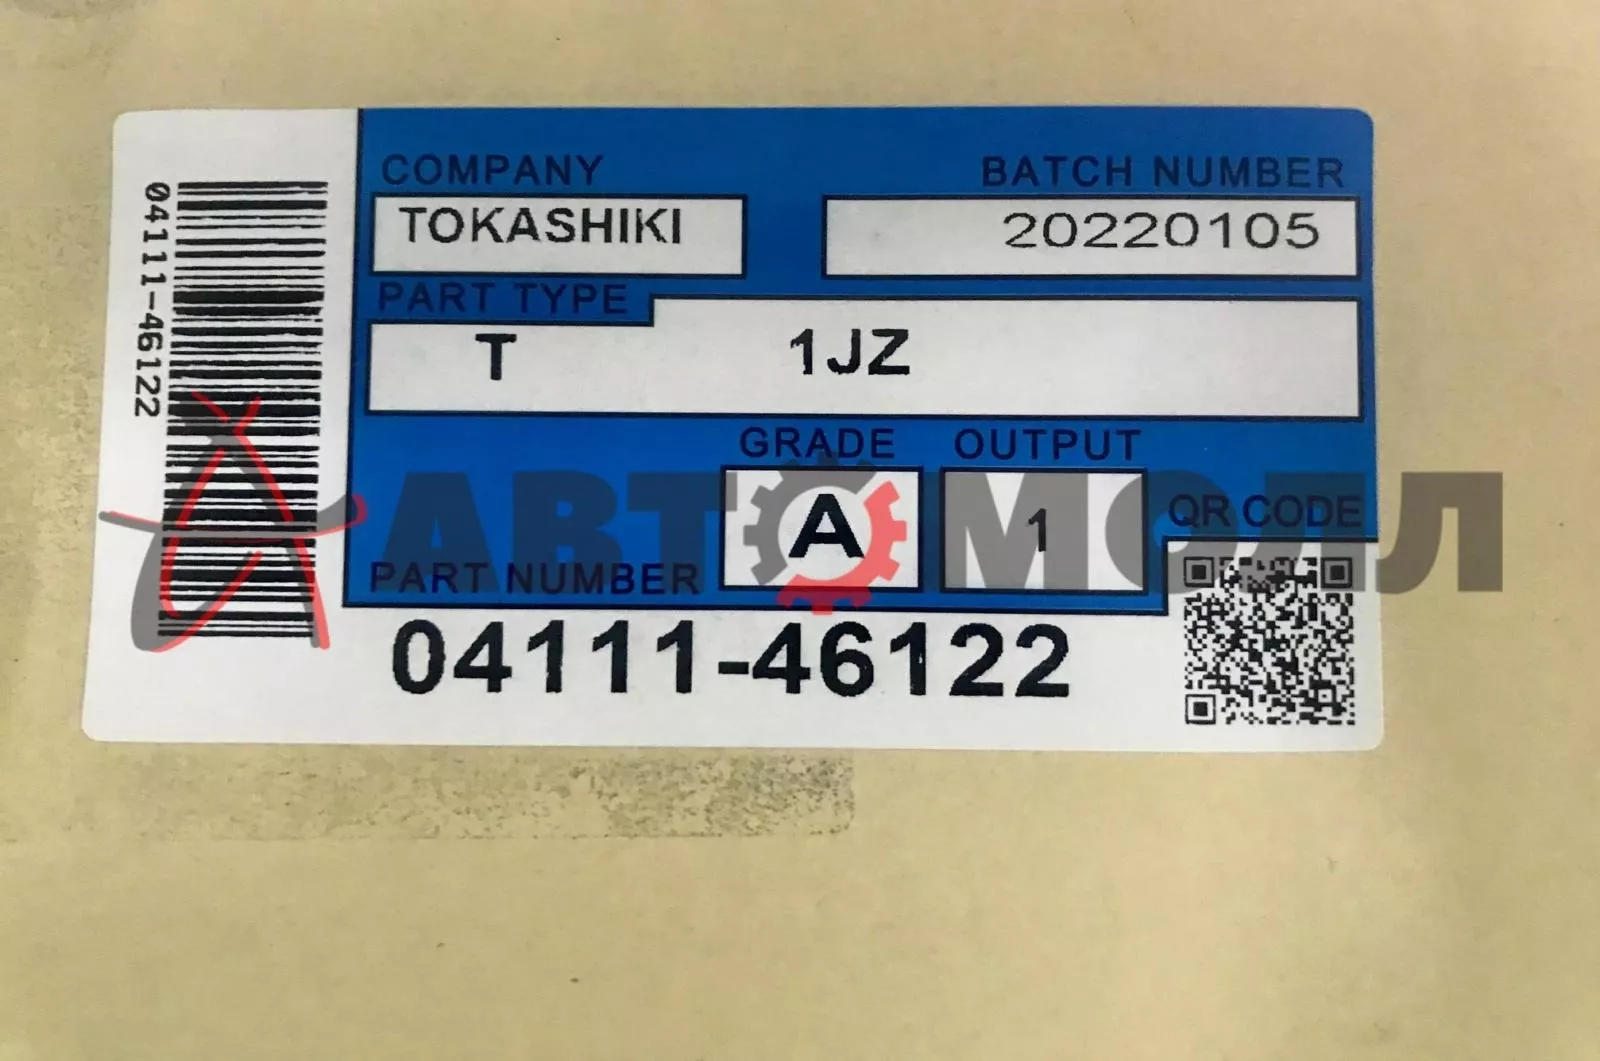 COMPANY
BATCH NUMBER
TOKASHIKI
20220105
PART TYPE
T 1JZ
GRADE
OUTPUT
A
1
QR CODE
PART NUMBER
04111-46122
04111-46122
АВТОМОЛЛ